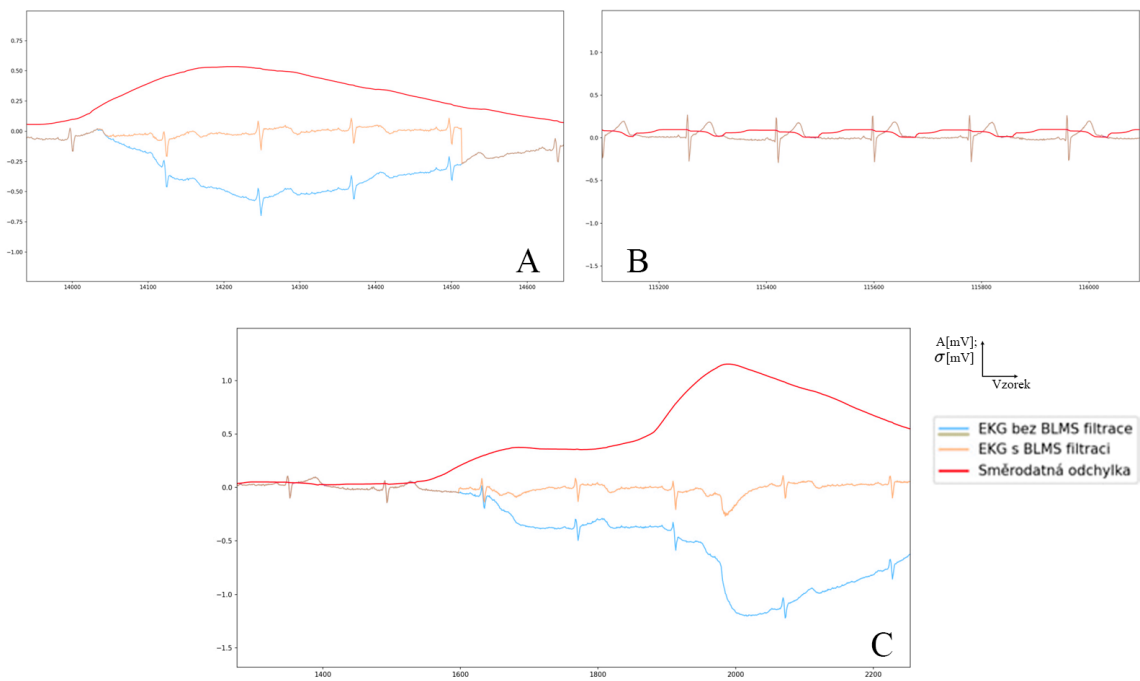 0.75
0.50
0.25
0.00
−0.25
−0.50
−0.75
−1.00
14000 14100 14200 14300 14400 14500 14600
A
1.0
0.5
0.0
−0.5
−1.0
−1.5
115200 115400 115600 115800 116000
B
1.0
0.5
0.0
−0.5
−1.0
−1.5
1400 1600 1800 2000 2200
C
A[mV];
σ[mV]
Vzorek
EKG bez BLMS filtrace
EKG s BLMS filtraci
Směrodatná odchylka